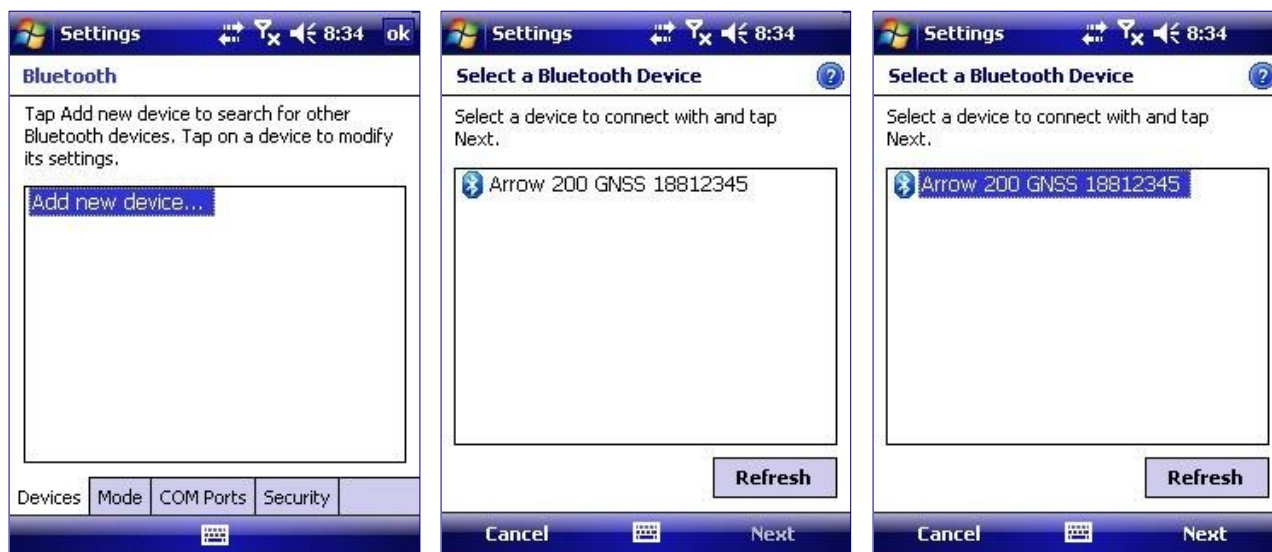 Settings 8:34 ok
Bluetooth
Tap Add new device to search for other
Bluetooth devices. Tap on a device to modify
its settings.
Add new device...
Devices Mode COM Ports Security
Settings 8:34
Select a Bluetooth Device ?
Select a device to connect with and tap
Next.
Arrow 200 GNSS 18812345
Refresh
Cancel Next
Settings 8:34
Select a Bluetooth Device ?
Select a device to connect with and tap
Next.
Arrow 200 GNSS 18812345
Refresh
Cancel Next